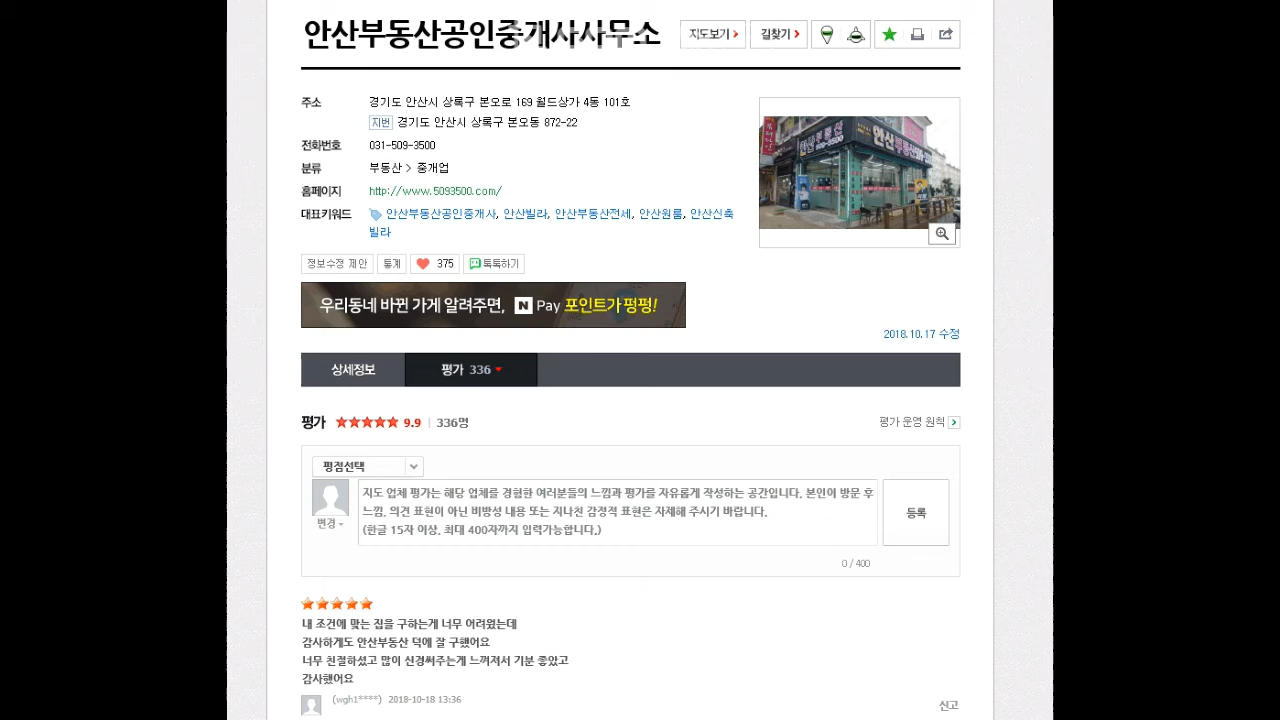 안산부동산공인중개사사무소
지도보기
길찾기
주소
경기도 안산시 상록구 본오로 169 월드상가 4동 101호
지번 경기도 안산시 상록구 본오동 872-22
전화번호
031-509-3500
분류
부동산 > 중개업
홈페이지
http://www.5093500.com/
대표키워드
안산부동산공인중개사, 안산빌라, 안산부동산전세, 안산원룸, 안산신축
빌라
안산부동산
정보수정 제안
통계
375
톡톡하기
우리동네 바뀐 가게 알려주면, N Pay 포인트가 펑펑!
2018.10.17 수정
상세정보
평가 336
평가 9.9 | 336명
평가 운영 원칙
평점선택
변경
지도 업체 평가는 해당 업체를 경험한 여러분들의 느낌과 평가를 자유롭게 작성하는 공간입니다. 본인이 방문 후
느낌, 의견 표현이 아닌 비방성 내용 또는 지나친 감정적 표현은 자제해 주시기 바랍니다.
(한글 15자 이상, 최대 400자까지 입력가능합니다.)
등록
0 / 400
내 조건에 맞는 집을 구하는게 너무 어려웠는데
감사하게도 안산부동산 덕에 잘 구했어요
너무 친절하셨고 많이 신경써주는게 느껴져서 기분 좋았고
감사했어요
(wgh1****) 2018-10-18 13:36
신고